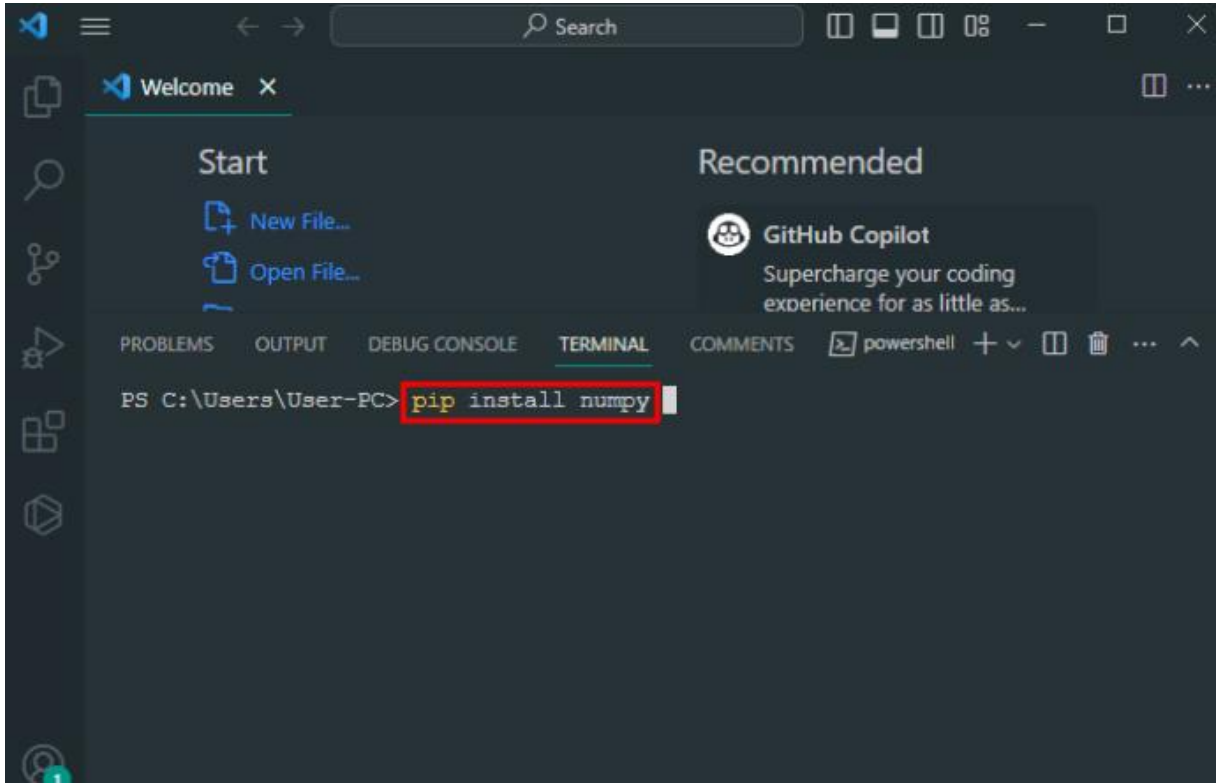 Search
Welcome
Start
Recommended
New File...
Open File...
GitHub Copilot
Supercharge your coding
experience for as little as...
PROBLEMS OUTPUT DEBUG CONSOLE TERMINAL COMMENTS powershell
PS C:\Users\User-PC> pip install numpy
1